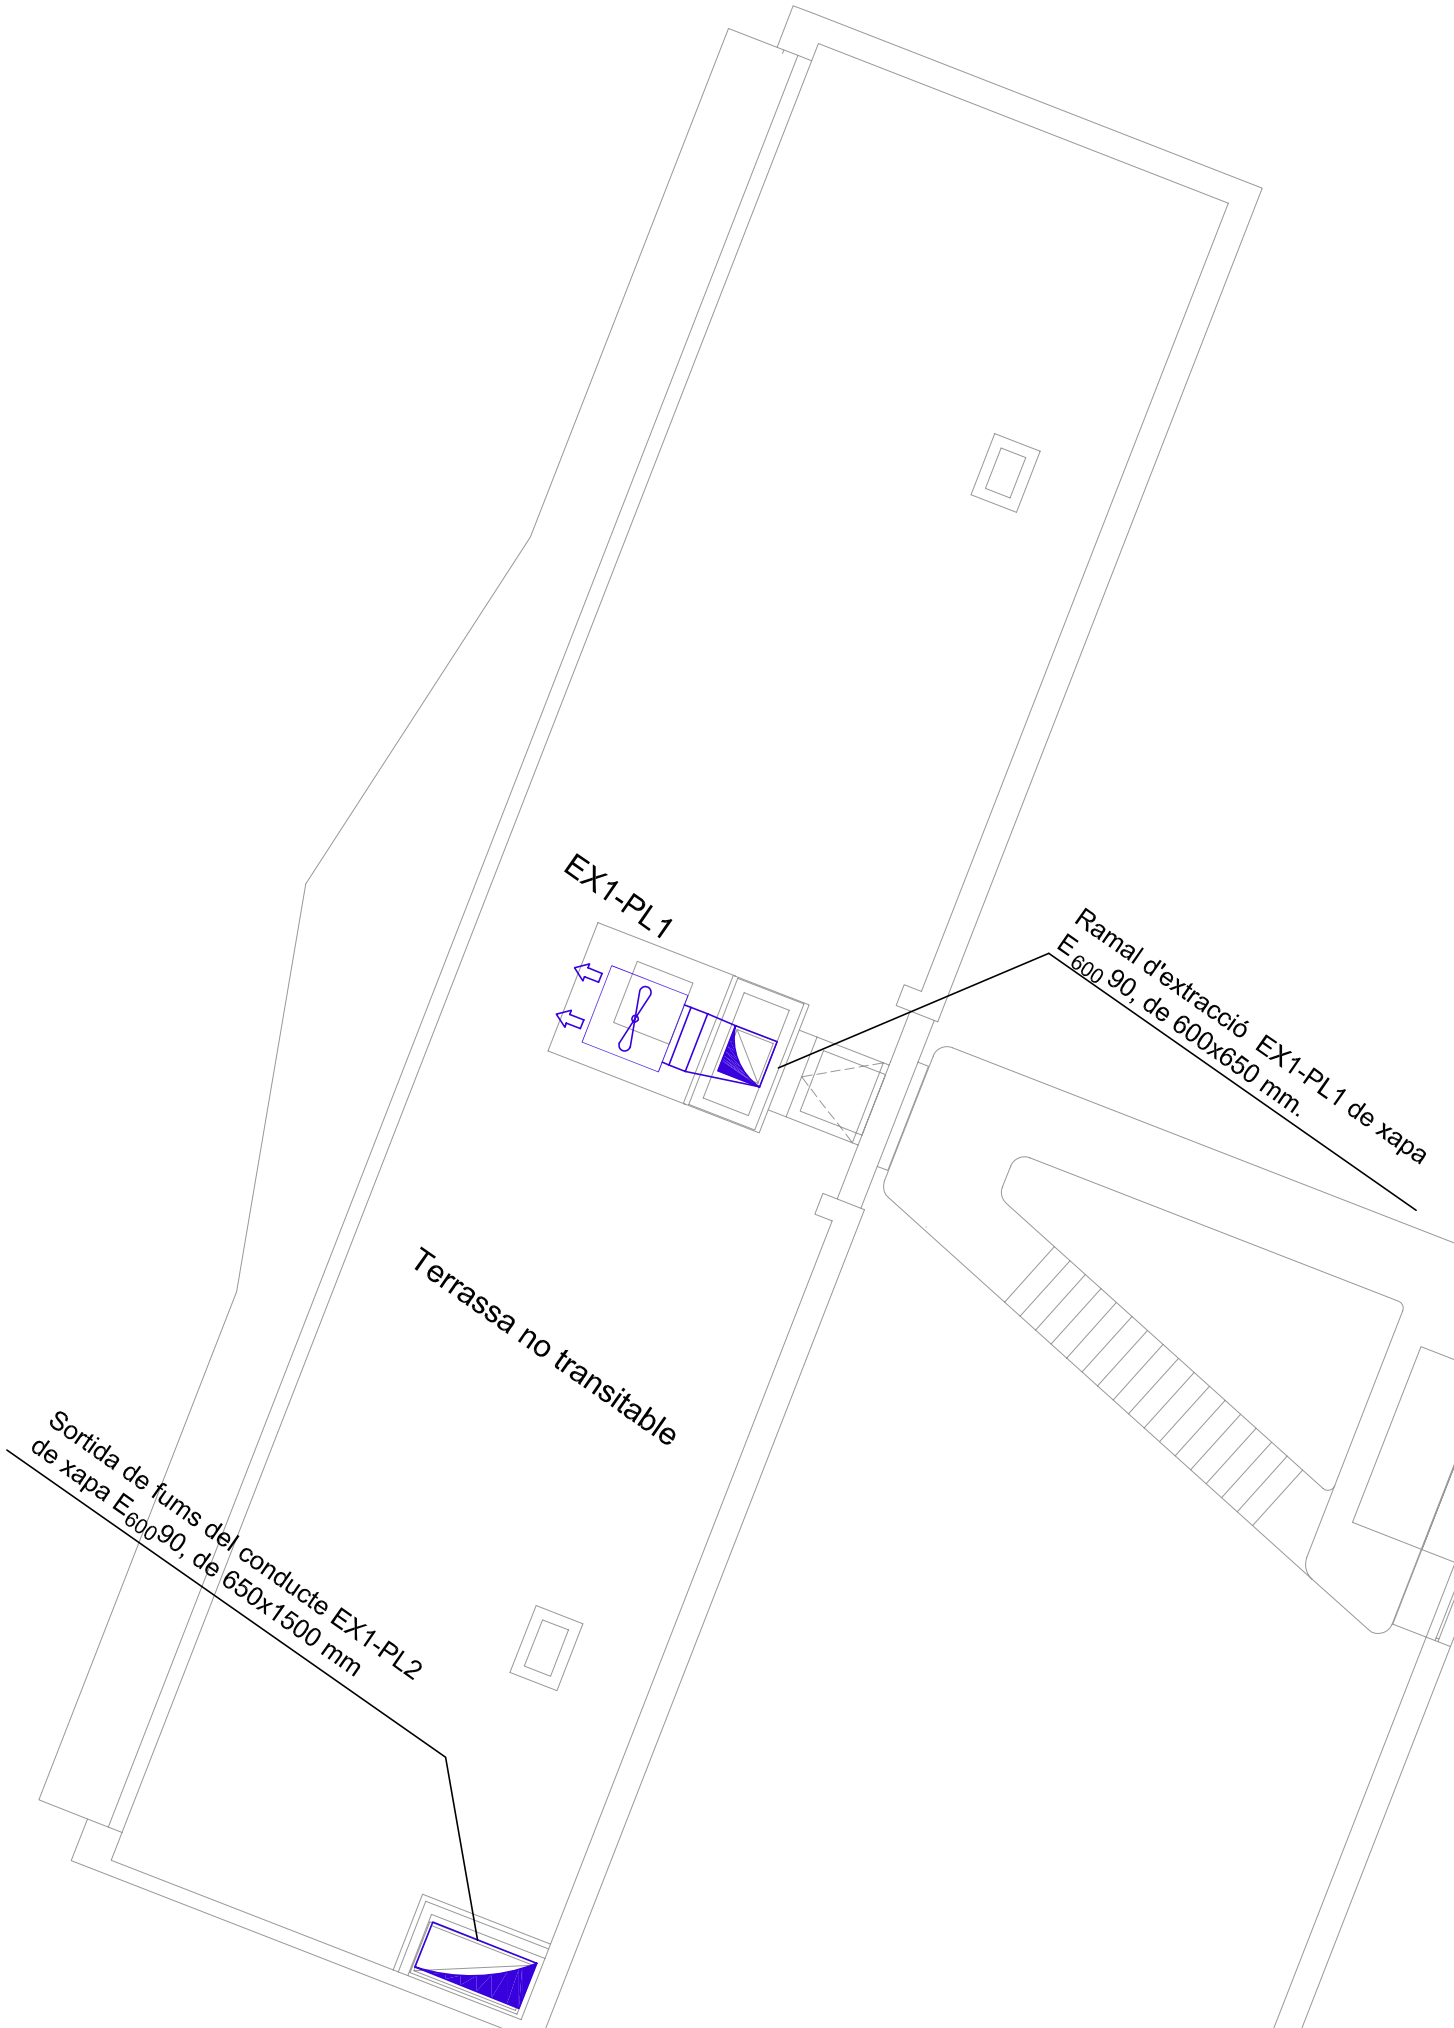 EX1-PL1
Ramal d'extracció EX1-PL1 de xapa
E600 90, de 600x650 mm.
Terrassa no transitable
Sortida de fums del conducte EX1-PL2
de xapa E60090, de 650x1500 mm